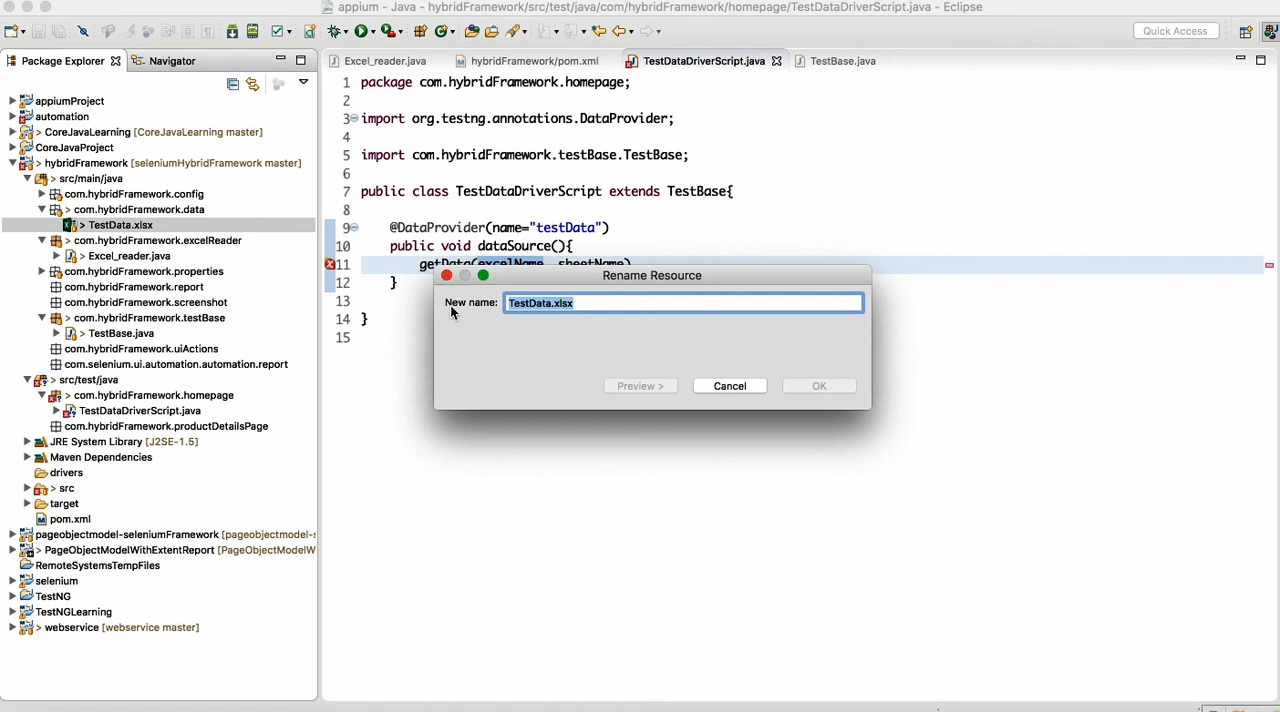 appium - Java - hybridFramework/src/test/java/com/hybridFramework/homepage/TestDataDriverScript.java - Eclipse
Quick Access
Package Explorer
Navigator
Excel_reader.java
hybridFramework/pom.xml
TestDataDriverScript.java
TestBase.java
appiumProject
automation
> CoreJavaLearning [CoreJavaLearning master]
CoreJavaProject
> hybridFramework [seleniumHybridFramework master]
> src/main/java
com.hybridFramework.config
> com.hybridFramework.data
> TestData.xlsx
> com.hybridFramework.excelReader
> Excel_reader.java
com.hybridFramework.properties
com.hybridFramework.report
com.hybridFramework.screenshot
> com.hybridFramework.testBase
> TestBase.java
com.hybridFramework.uiActions
com.selenium.ui.automation.automation.report
> src/test/java
> com.hybridFramework.homepage
TestDataDriverScript.java
com.hybridFramework.productDetailsPage
JRE System Library [J2SE-1.5]
Maven Dependencies
drivers
> src
target
pom.xml
pageobjectmodel-seleniumFramework [pageobjectmodel-s
> PageObjectModelWithExtentReport [PageObjectModelW
RemoteSystemsTempFiles
selenium
TestNG
TestNGLearning
> webservice [webservice master]
1 package com.hybridFramework.homepage;
2
3 import org.testng.annotations.DataProvider;
4
5 import com.hybridFramework.testBase.TestBase;
6
7 public class TestDataDriverScript extends TestBase{
8
9 @DataProvider(name="testData")
10 public void dataSource(){
11 getData(excelName, sheetName)
12 }
13
14 }
15
Rename Resource
New name: TestData.xlsx
Preview > Cancel OK